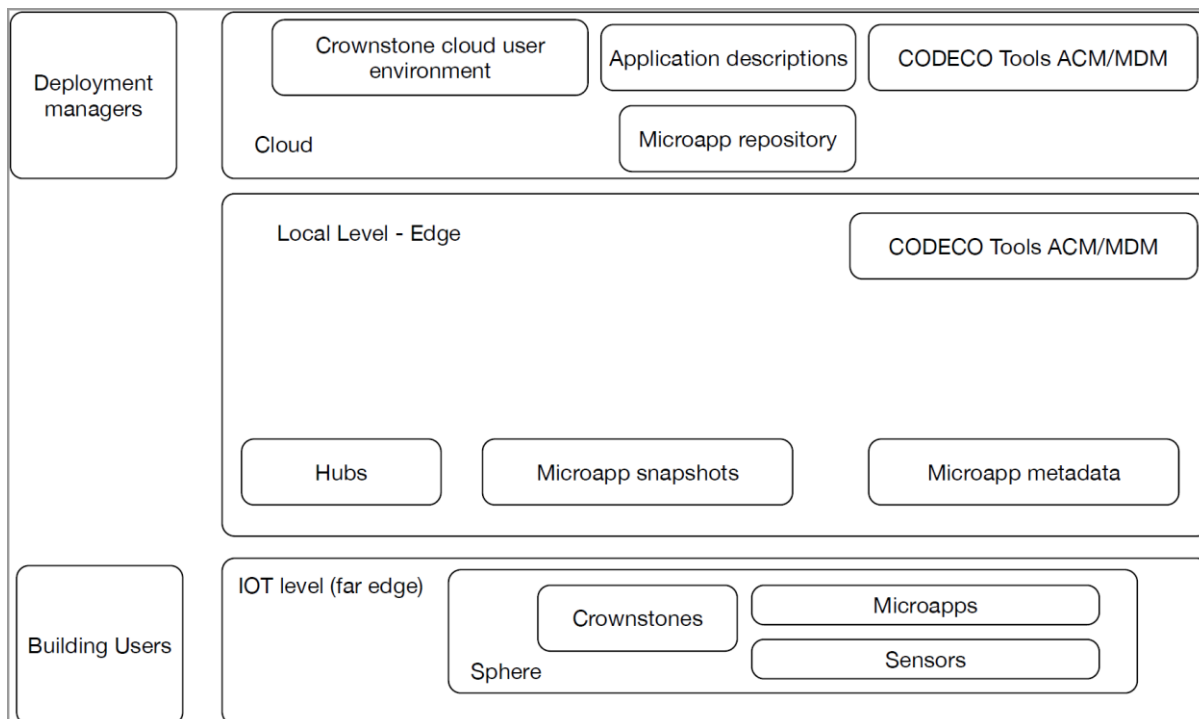 Deployment
managers
Crownstone cloud user
environment
Application descriptions
CODECO Tools ACM/MDM
Cloud
Microapp repository
Local Level - Edge
CODECO Tools ACM/MDM
Hubs
Microapp snapshots
Microapp metadata
Building Users
IOT level (far edge)
Crownstones
Microapps
Sensors
Sphere